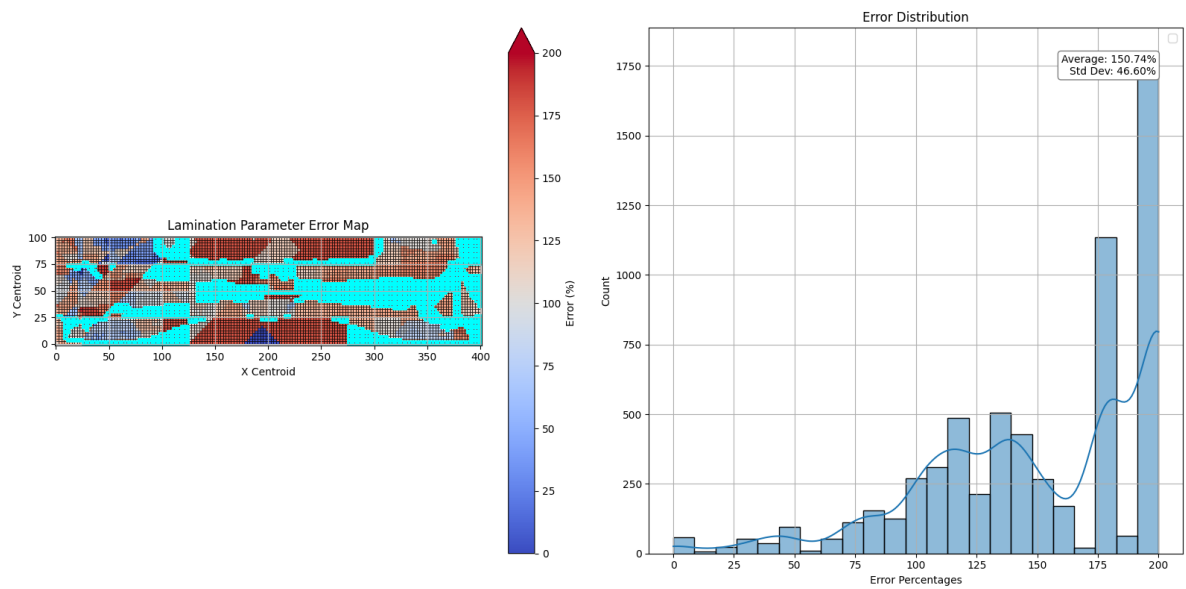 Lamination Parameter Error Map
100
75
50
25
0
Y Centroid
0 50 100 150 200 250 300 350 400
X Centroid
200
175
150
125
100
75
50
25
0
Error (%)
Error Distribution
Average: 150.74%
Std Dev: 46.60%
1750
1500
1250
1000
750
500
250
0
Count
0 25 50 75 100 125 150 175 200
Error Percentages